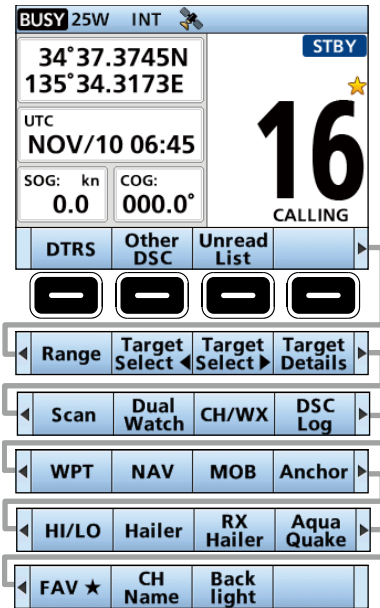 BUSY 25W INT
STBY
34°37.3745N
135°34.3173E
UTC
NOV/10 06:45
SOG: kn COG:
0.0 000.0°
16
CALLING
DTRS Other DSC Unread List
Range Target Select ◀ Target Select ▶ Target Details
Scan Dual Watch CH/WX DSC Log
WPT NAV MOB Anchor
HI/LO Hailer RX Hailer Aqua Quake
FAV ★ CH Name Back light